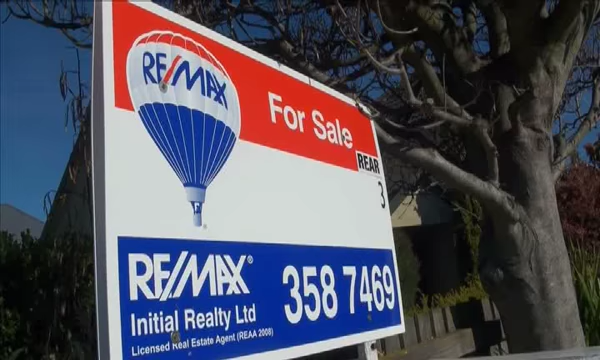 RE/MAX
For Sale
REAR
3
RE/MAX®
Initial Realty Ltd
Licensed Real Estate Agent (REAA 2008)
358 7469